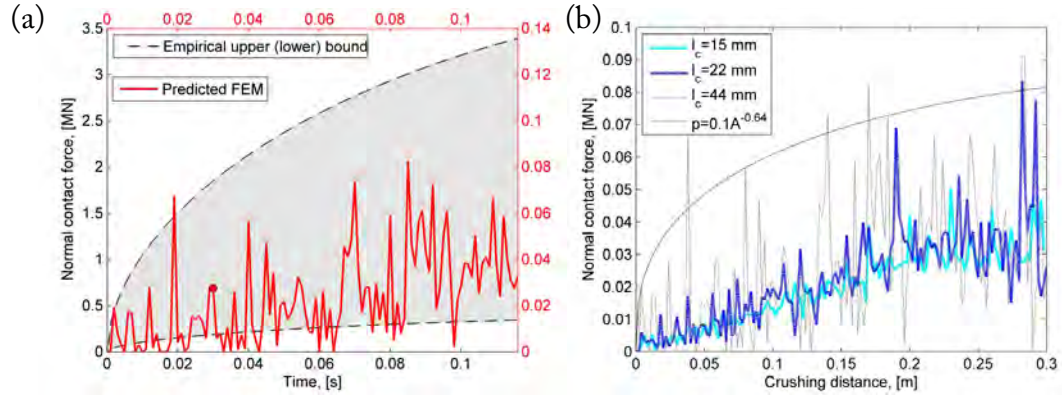 (a)
0 0.02 0.04 0.06 0.08 0.1
3.5
3
2.5
2
1.5
1
0.5
0
Normal contact force, [MN]
Empirical upper (lower) bound
Predicted FEM
0.14
0.12
0.1
0.08
0.06
0.04
0.02
0
0 0.02 0.04 0.06 0.08 0.1
Time, [s]
(b)
0.1
0.09
0.08
0.07
0.06
0.05
0.04
0.03
0.02
0.01
0
Normal contact force, [MN]
l_c=15 mm
l_c=22 mm
l_c=44 mm
p=0.1A^-0.64
0 0.05 0.1 0.15 0.2 0.25 0.3
Crushing distance, [m]